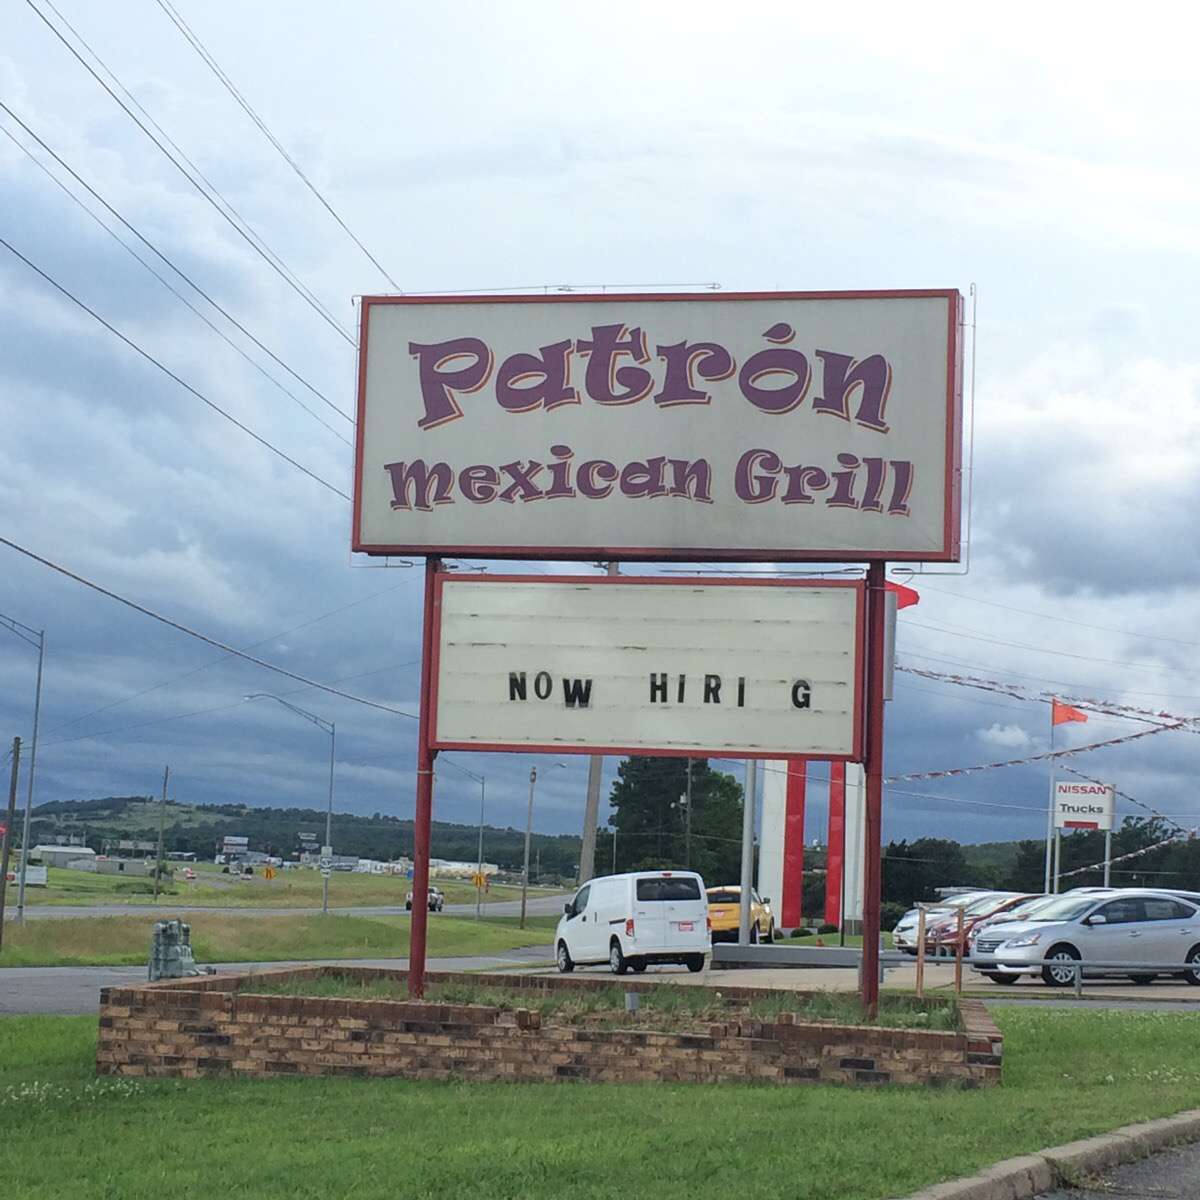 Patrón
Mexican Grill
NOW HIRI G
NISSAN
Trucks